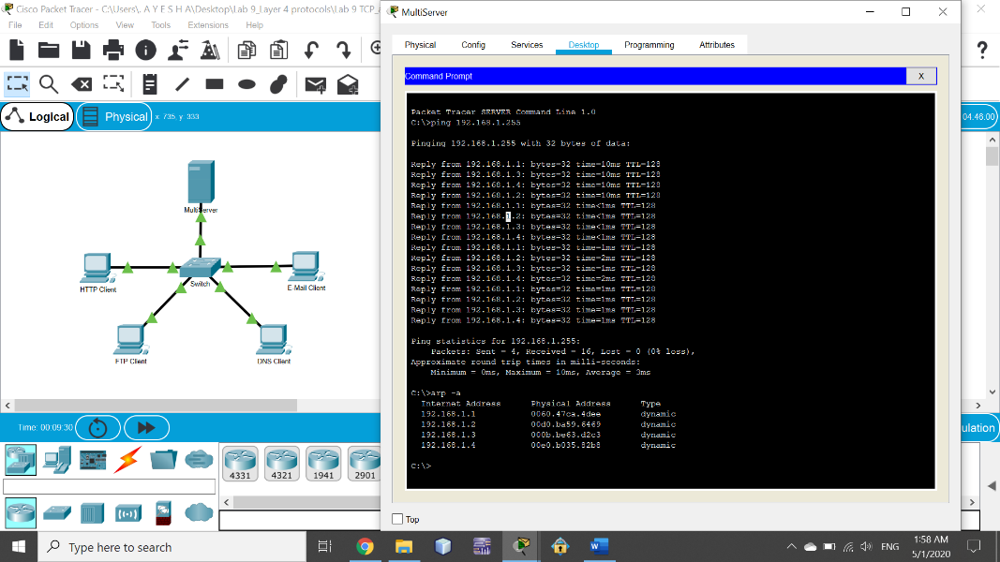 Cisco Packet Tracer - C:\Users\, A Y E S H A\Desktop\Lab 9_Layer 4 protocols\Lab 9 TCP_
File Edit Options View Tools Extensions Help
Logical
Physical
x: 735, y: 333
04:46:00
MultiServer
HTTP Client
Switch
E-Mail Client
FTP Client
DNS Client
Time: 00:09:30
ulation
4331
4321
1941
2901
MultiServer
Physical Config Services Desktop Programming Attributes
Command Prompt
X
Packet Tracer SERVER Command Line 1.0
C:\>ping 192.168.1.255
Pinging 192.168.1.255 with 32 bytes of data:
Reply from 192.168.1.1: bytes=32 time=10ms TTL=128
Reply from 192.168.1.3: bytes=32 time=10ms TTL=128
Reply from 192.168.1.4: bytes=32 time=10ms TTL=128
Reply from 192.168.1.2: bytes=32 time=10ms TTL=128
Reply from 192.168.1.1: bytes=32 time<1ms TTL=128
Reply from 192.168.1.2: bytes=32 time<1ms TTL=128
Reply from 192.168.1.3: bytes=32 time<1ms TTL=128
Reply from 192.168.1.4: bytes=32 time<1ms TTL=128
Reply from 192.168.1.1: bytes=32 time=1ms TTL=128
Reply from 192.168.1.2: bytes=32 time=2ms TTL=128
Reply from 192.168.1.3: bytes=32 time=1ms TTL=128
Reply from 192.168.1.4: bytes=32 time=2ms TTL=128
Reply from 192.168.1.1: bytes=32 time=1ms TTL=128
Reply from 192.168.1.2: bytes=32 time=1ms TTL=128
Reply from 192.168.1.3: bytes=32 time=1ms TTL=128
Reply from 192.168.1.4: bytes=32 time=1ms TTL=128
Ping statistics for 192.168.1.255:
Packets: Sent = 4, Received = 16, Lost = 0 (0% loss),
Approximate round trip times in milli-seconds:
Minimum = 0ms, Maximum = 10ms, Average = 3ms
C:\>arp -a
Internet Address Physical Address Type
192.168.1.1 0060.47ca.4dee dynamic
192.168.1.2 00d0.ba59.6469 dynamic
192.168.1.3 000b.be63.d2c3 dynamic
192.168.1.4 00e0.b035.82b8 dynamic
C:\>
Top
Type here to search
ENG
1:58 AM
5/1/2020